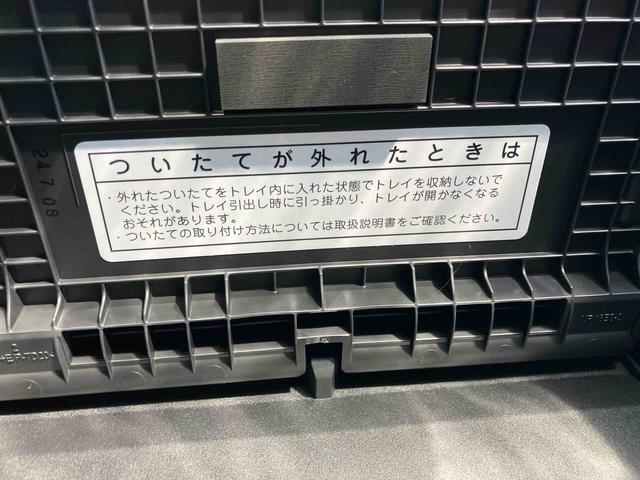 ついたてが外れたときは
・外れたついたてをトレイ内に入れた状態でトレイを収納しないで
ください。トレイ引出し時に引っ掛かり、トレイが開かなくなる
おそれがあります。
・ついたての取り付け方法については取扱説明書をご確認ください。
24.7.08